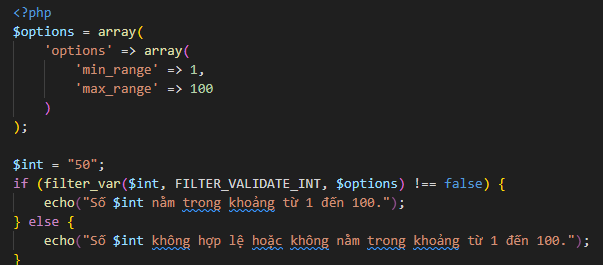 <?php
$options = array(
    'options' => array(
        'min_range' => 1,
        'max_range' => 100
    )
);

$int = "50";
if (filter_var($int, FILTER_VALIDATE_INT, $options) !== false) {
    echo("Số $int nằm trong khoảng từ 1 đến 100.");
} else {
    echo("Số $int không hợp lệ hoặc không nằm trong khoảng từ 1 đến 100.");
}